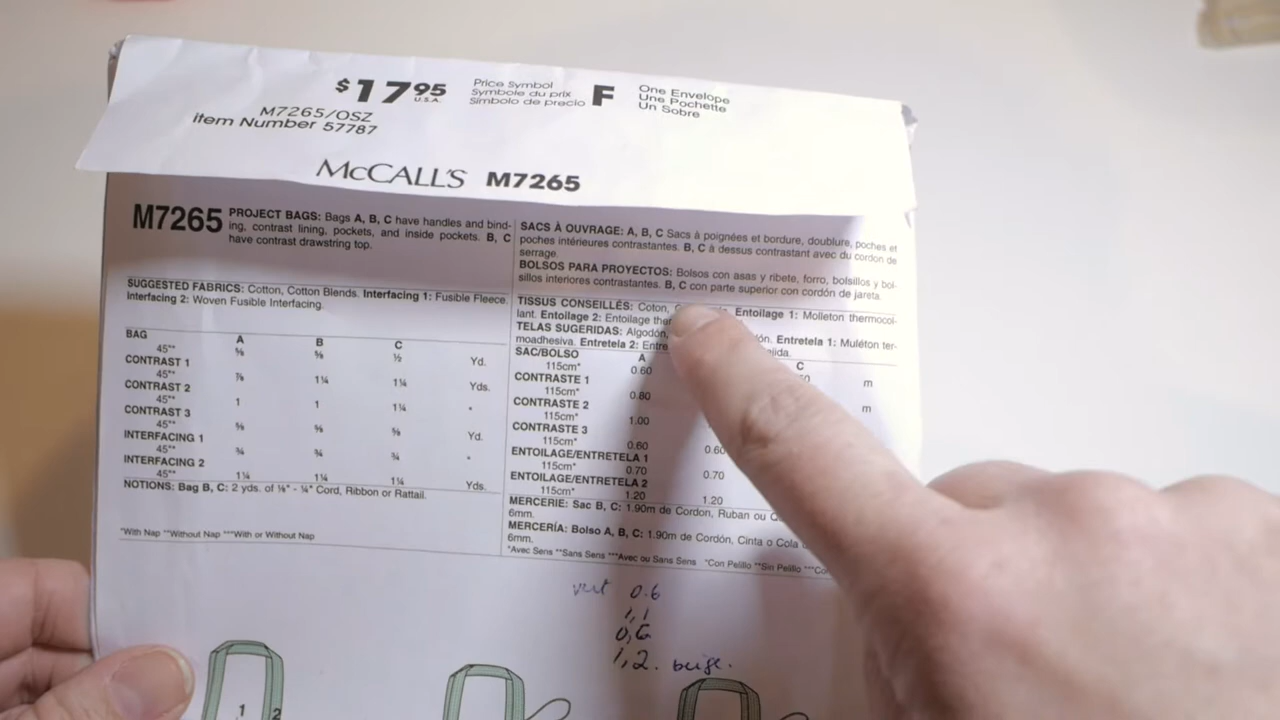 $17.95
U.S.A.
Price Symbol
Symbole du prix
Símbolo de precio
F
One Envelope
Une Pochette
Un Sobre
M7265/OSZ
Item Number 57787
McCALL'S M7265
M7265
PROJECT BAGS: Bags A, B, C have handles and bind-
ing, contrast lining, pockets, and inside pockets. B, C
have contrast drawstring top.
SUGGESTED FABRICS: Cotton, Cotton Blends. Interfacing 1: Fusible Fleece.
Interfacing 2: Woven Fusible Interfacing.
BAG A B C
45"* ⅝ ⅝ ½ Yd.
CONTRAST 1
45"* ⅞ 1¼ 1¼ Yds.
CONTRAST 2
45"* 1 1 1¼ "
CONTRAST 3
45"* ⅝ ⅝ ⅝ Yd.
INTERFACING 1
45"* ¾ ¾ ¾ "
INTERFACING 2
45"* 1¼ 1¼ 1¼ Yds.
NOTIONS: Bag B, C: 2 yds. of ⅛" - ¼" Cord, Ribbon or Rattail.
*With Nap **Without Nap ***With or Without Nap
SACS À OUVRAGE: A, B, C Sacs à poignées et bordure, doublure, poches et
poches intérieures contrastantes. B, C à dessus contrastant avec du cordon de
serrage.
BOLSOS PARA PROYECTOS: Bolsos con asas y ribete, forro, bolsillos y bol-
sillos interiores contrastantes. B, C con parte superior con cordón de jareta.
TISSUS CONSEILLÉS: Coton, Entoilage 1: Molleton thermocol-
lant. Entoilage 2: Entoilage
TELAS SUGERIDAS: Algodón, Entretela 1: Muletón ter-
moadhesiva. Entretela 2:
SAC/BOLSO A C
115cm* 0.60 m
CONTRASTE 1
115cm* 0.80 m
CONTRASTE 2
115cm* 1.00
CONTRASTE 3
115cm* 0.60 0.60
ENTOILAGE/ENTRETELA 1
115cm* 0.70 0.70
ENTOILAGE/ENTRETELA 2
115cm* 1.20 1.20
MERCERIE: Sac B, C: 1.90m de Cordon, Ruban ou
6mm.
MERCERÍA: Bolso A, B, C: 1.90m de Cordón, Cinta o Cola
6mm.
*Avec Sens **Sans Sens ***Avec ou Sans Sens *Con Pelillo **Sin Pelillo
vert 0.6
1,1
0,6
1,2. beige.
1 2